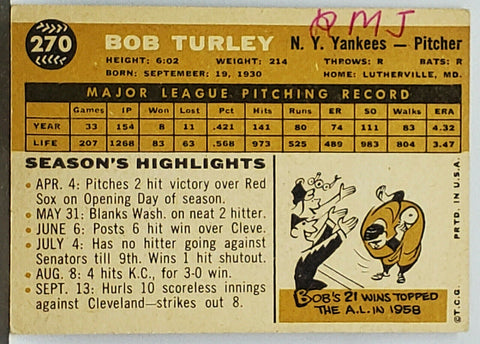 RMJ
270
BOB TURLEY
N. Y. Yankees — Pitcher
HEIGHT: 6:02 WEIGHT: 214 THROWS: R BATS: R
BORN: SEPTEMBER 19, 1930 HOME: LUTHERVILLE, MD.
MAJOR LEAGUE PITCHING RECORD
Games IP Won Lost Pct Hits Runs ER SO Walks ERA
YEAR 33 154 8 11 .421 141 80 74 111 83 4.32
LIFE 207 1268 83 63 .568 973 525 489 983 804 3.47
SEASON'S HIGHLIGHTS
• APR. 4: Pitches 2 hit victory over Red
Sox on Opening Day of season.
• MAY 31: Blanks Wash. on neat 2 hitter.
• JUNE 6: Posts 6 hit win over Cleve.
• JULY 4: Has no hitter going against
Senators till 9th. Wins 1 hit shutout.
• AUG. 8: 4 hits K.C., for 3-0 win.
• SEPT. 13: Hurls 10 scoreless innings
against Cleveland—strikes out 8.
BOB'S 21 WINS TOPPED
THE A.L. IN 1958
©T.C.G. PRTD. IN U.S.A.